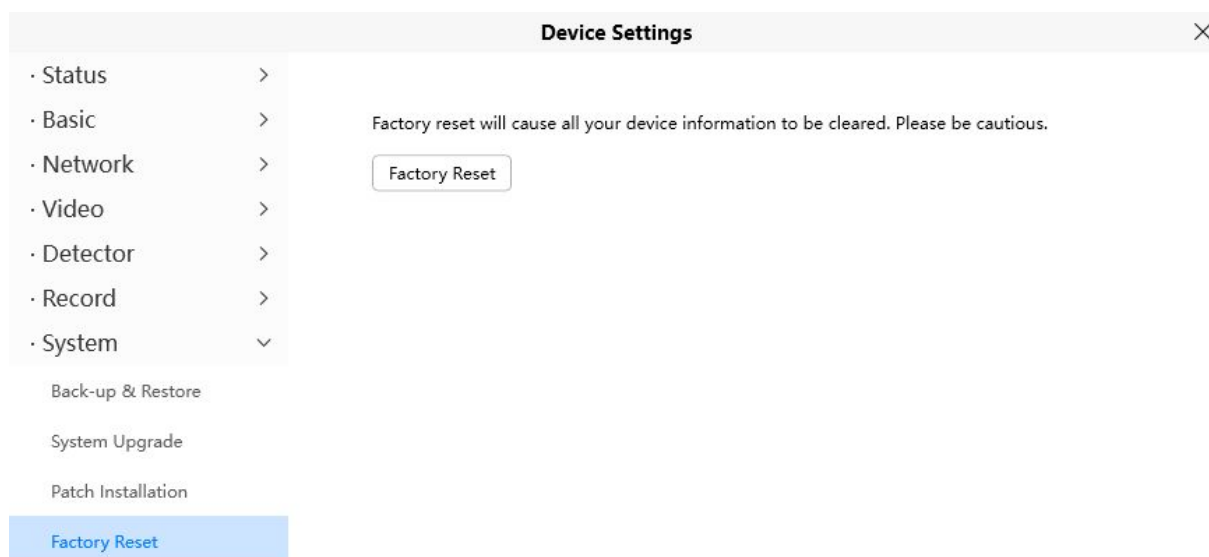 Device Settings
· Status
· Basic
· Network
· Video
· Detector
· Record
· System
Back-up & Restore
System Upgrade
Patch Installation
Factory Reset
Factory reset will cause all your device information to be cleared. Please be cautious.
Factory Reset